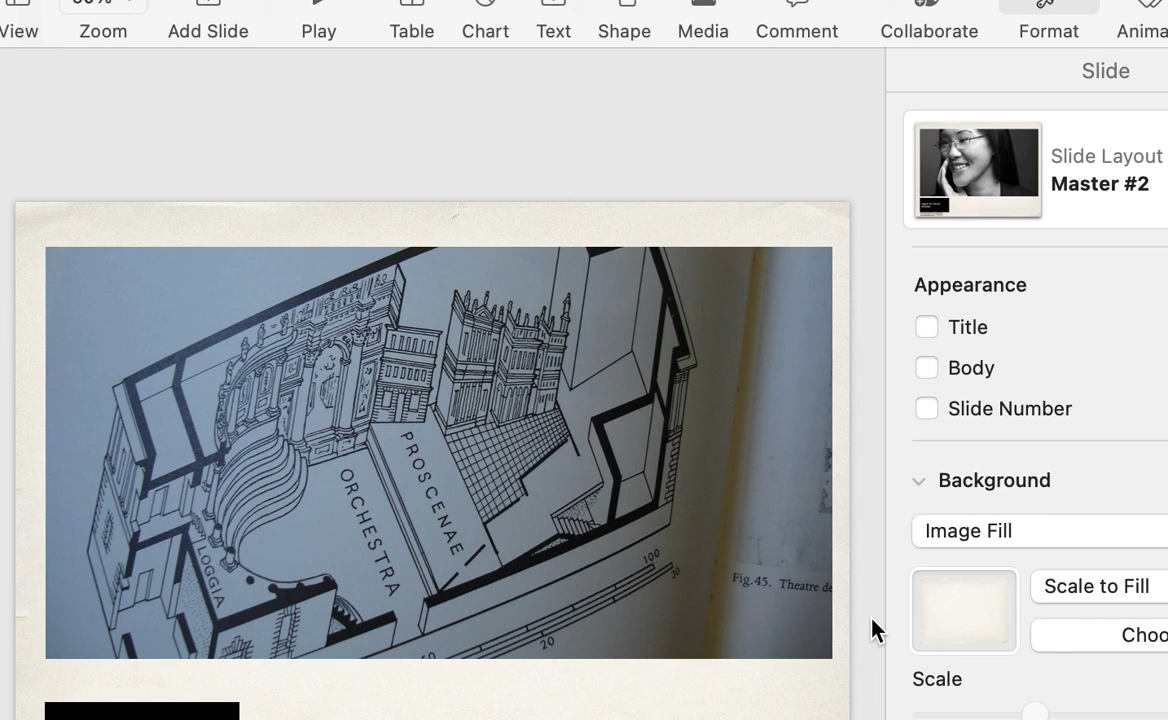 View Zoom Add Slide Play Table Chart Text Shape Media Comment Collaborate Format
Slide
Slide Layout
Master #2
Appearance
Title
Body
Slide Number
Background
Image Fill
Scale to Fill
Scale
PROSCENAE
ORCHESTRA
LOGGIA
100
20
Fig.45. Theatre